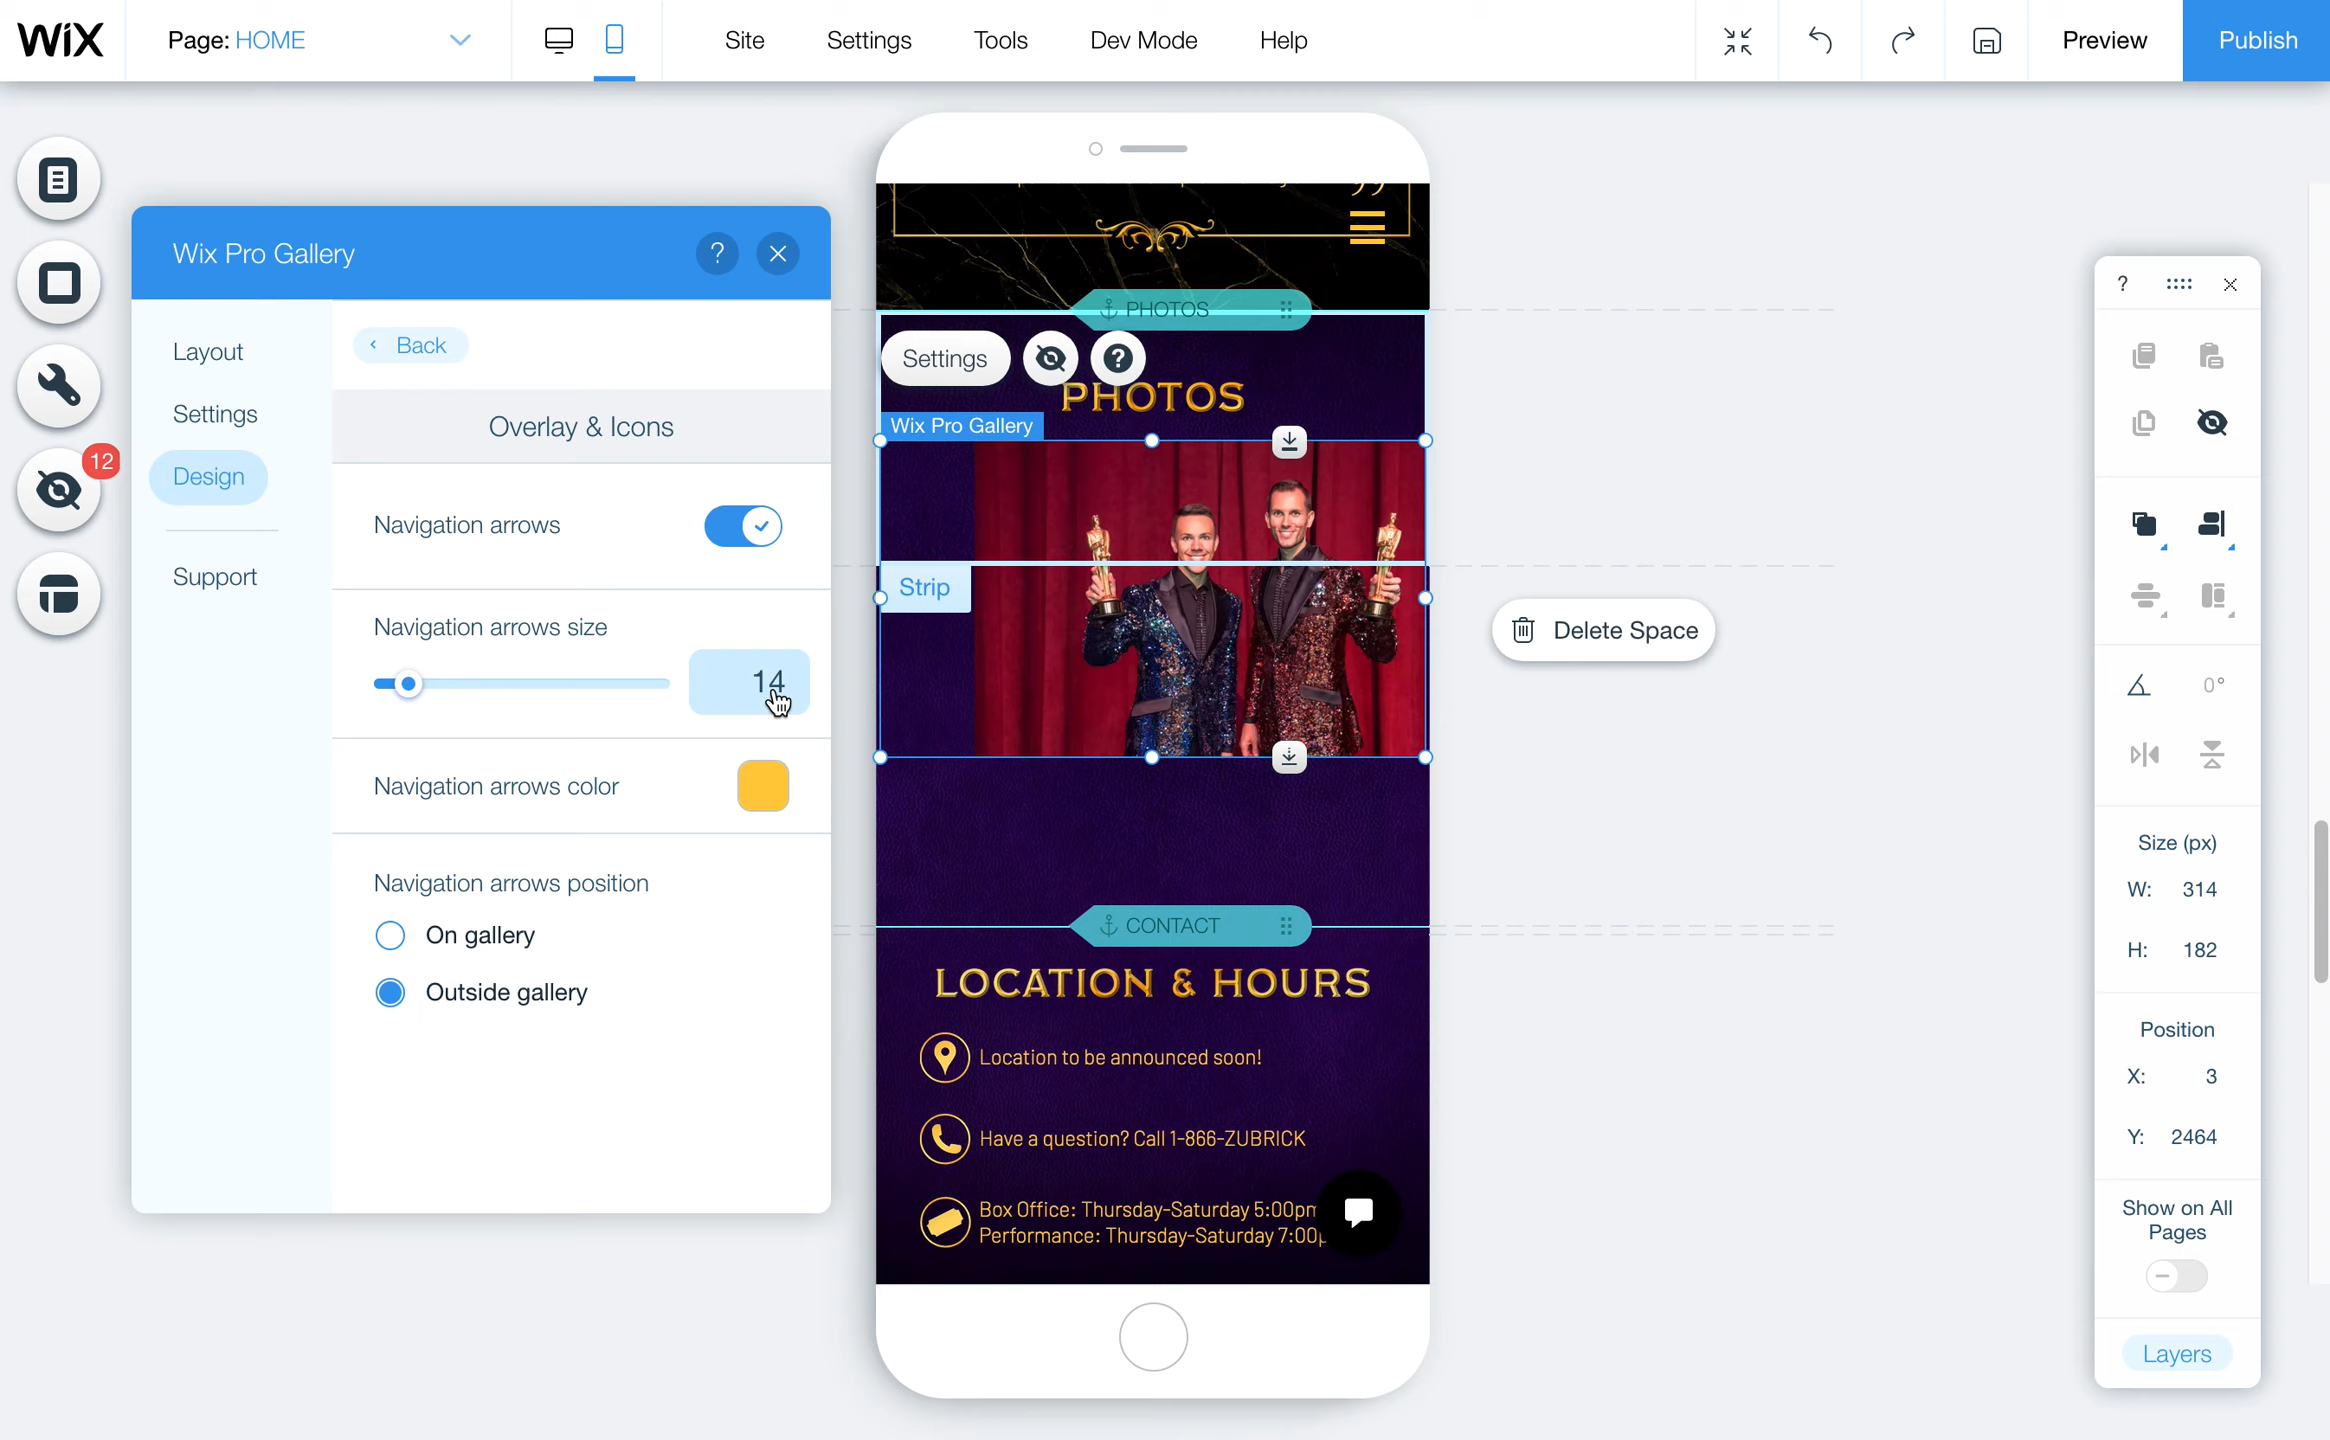 WiX
Page: HOME
Site
Settings
Tools
Dev Mode
Help
Preview
Publish
12
Wix Pro Gallery
?
Layout
Settings
Design
Support
Back
Overlay & Icons
Navigation arrows
Navigation arrows size
14
Navigation arrows color
Navigation arrows position
On gallery
Outside gallery
PHOTOS
Settings
?
PHOTOS
Wix Pro Gallery
Strip
Delete Space
CONTACT
LOCATION & HOURS
Location to be announced soon!
Have a question? Call 1-866-ZUBRICK
Box Office: Thursday-Saturday 5:00pm
Performance: Thursday-Saturday 7:00p
?
0°
Size (px)
W: 314
H: 182
Position
X: 3
Y: 2464
Show on All
Pages
Layers